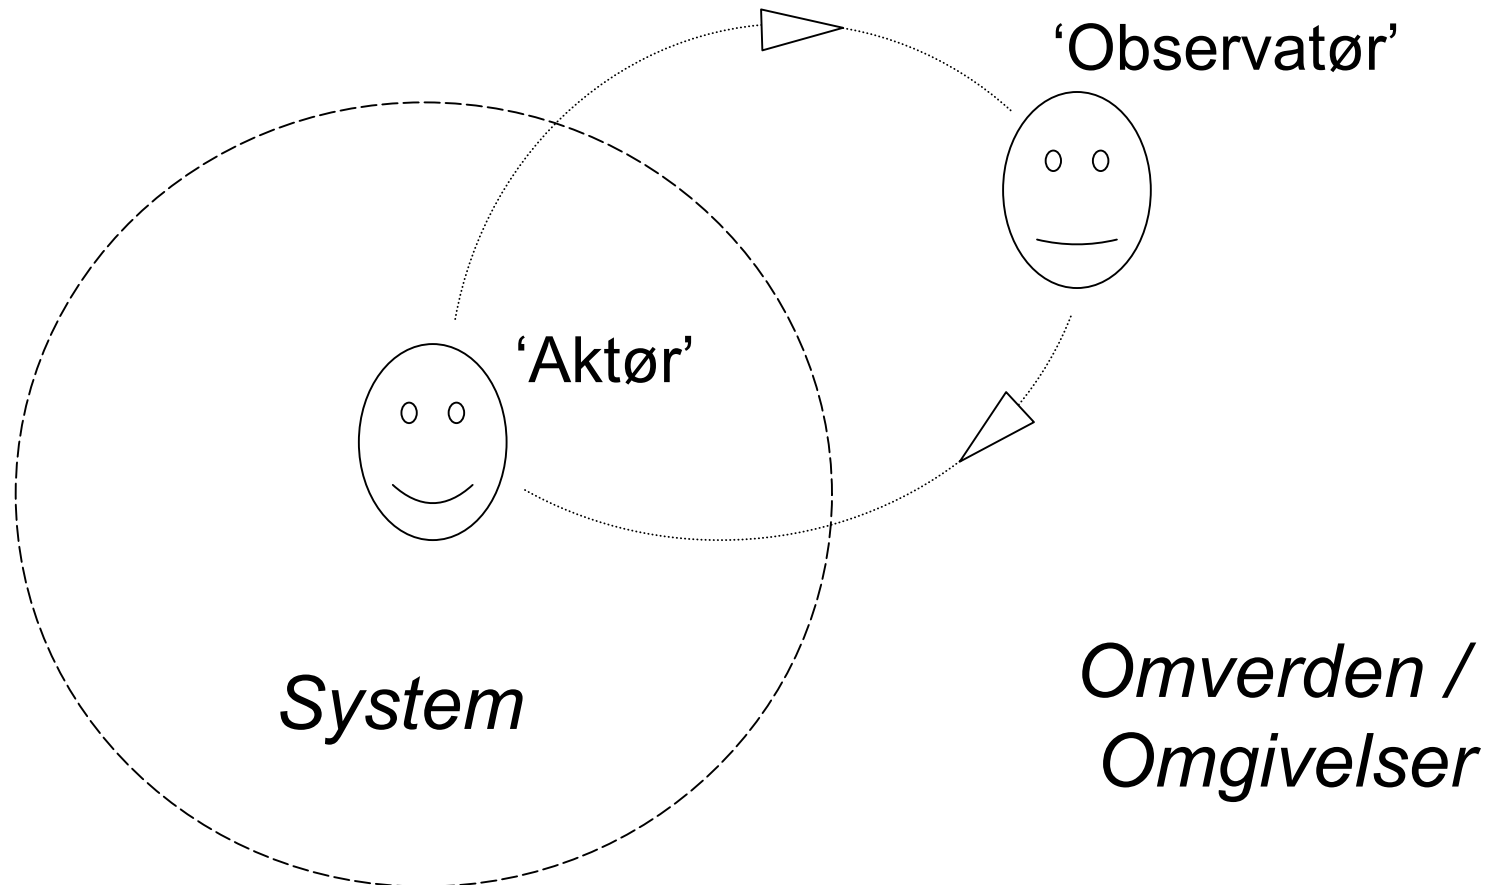 ‘Observatør’
‘Aktør’
System
Omverden /
Omgivelser